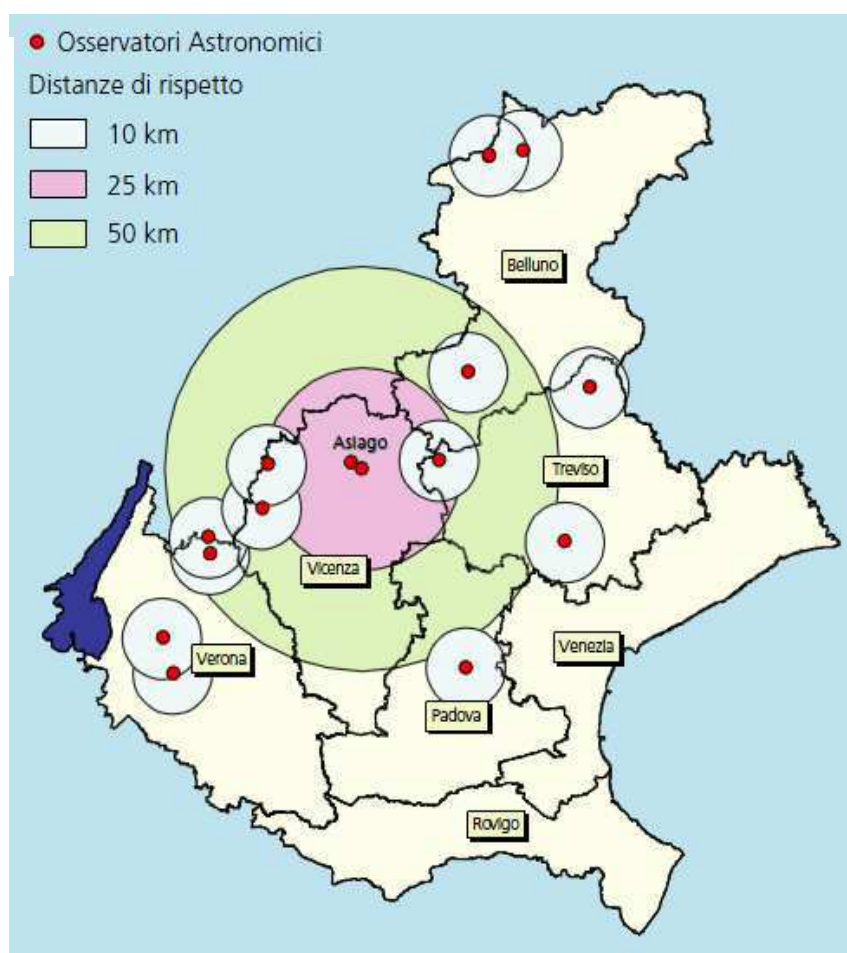 Osservatori Astronomici
Distanze di rispetto
10 km
25 km
50 km
Belluno
Asiago
Treviso
Vicenza
Venezia
Verona
Padova
Rovigo